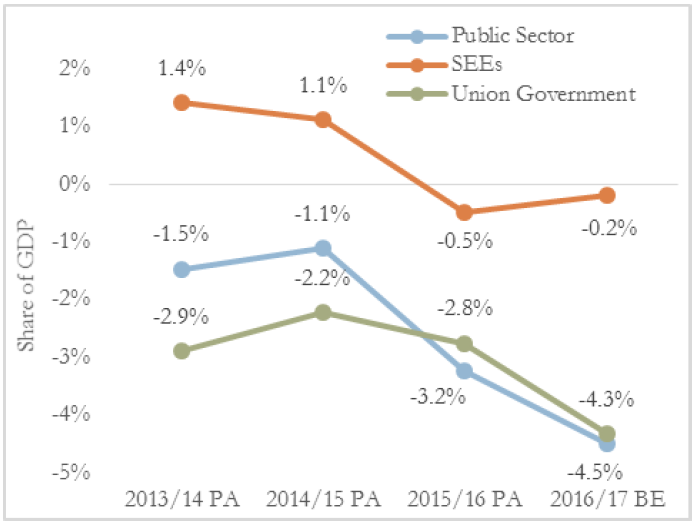 Public Sector
SEEs
Union Government
2%
1%
0%
-1%
-2%
-3%
-4%
-5%
Share of GDP
1.4%
1.1%
-0.5%
-0.2%
-1.5%
-1.1%
-3.2%
-4.5%
-2.9%
-2.2%
-2.8%
-4.3%
2013/14 PA
2014/15 PA
2015/16 PA
2016/17 BE